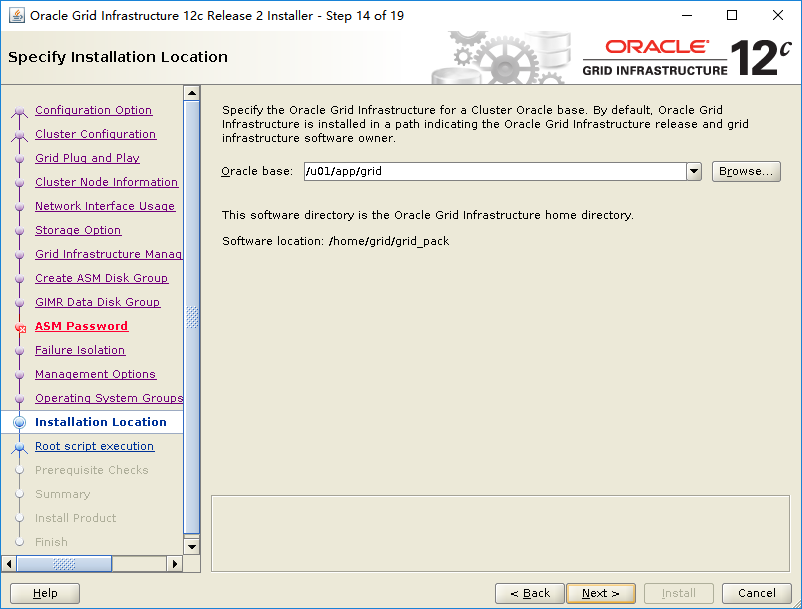 Oracle Grid Infrastructure 12c Release 2 Installer - Step 14 of 19
Specify Installation Location
ORACLE
GRID INFRASTRUCTURE
12c
Configuration Option
Cluster Configuration
Grid Plug and Play
Cluster Node Information
Network Interface Usage
Storage Option
Grid Infrastructure Manag
Create ASM Disk Group
GIMR Data Disk Group
ASM Password
Failure Isolation
Management Options
Operating System Groups
Installation Location
Root script execution
Prerequisite Checks
Summary
Install Product
Finish
Specify the Oracle Grid Infrastructure for a Cluster Oracle base. By default, Oracle Grid
Infrastructure is installed in a path indicating the Oracle Grid Infrastructure release and grid
infrastructure software owner.
Oracle base: /u01/app/grid Browse...
This software directory is the Oracle Grid Infrastructure home directory.
Software location: /home/grid/grid_pack
Help < Back Next > Install Cancel